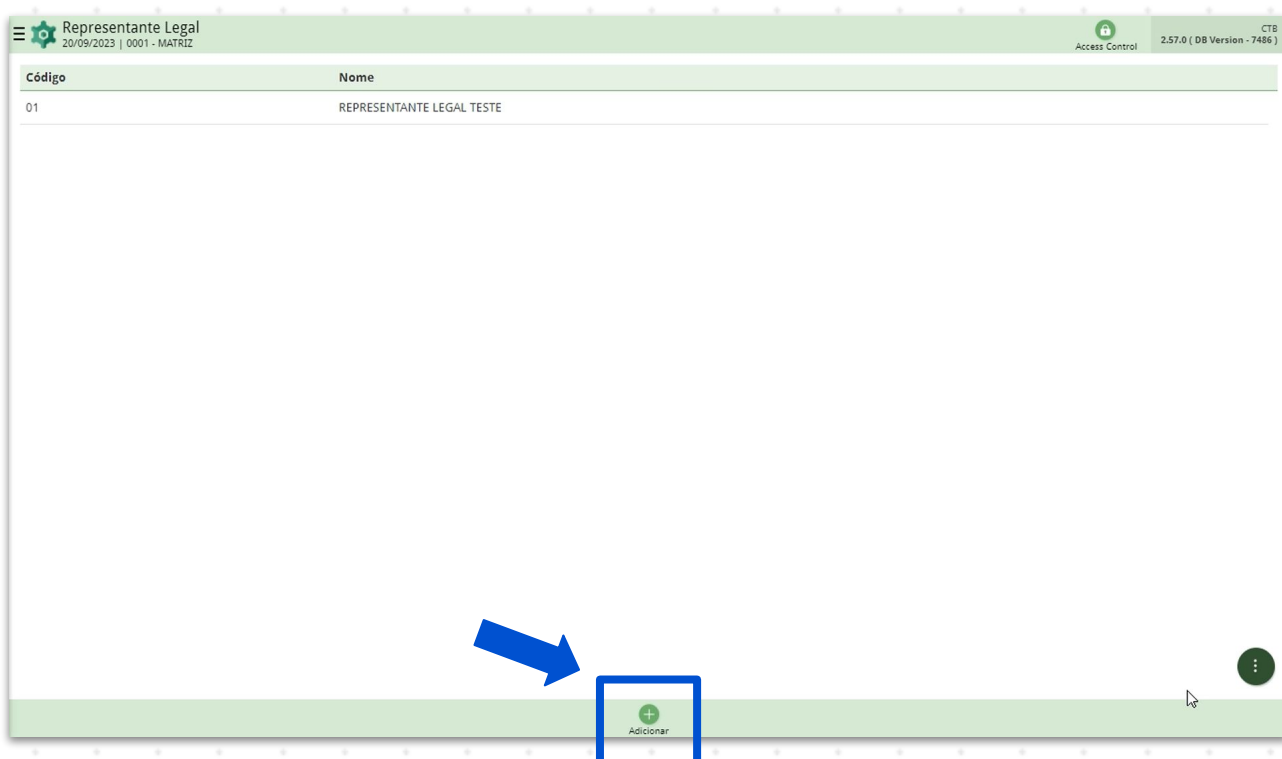 Representante Legal
20/09/2023 | 0001 - MATRIZ
Access Control
CTB
2.57.0 ( DB Version - 7486 )
Código Nome
01 REPRESENTANTE LEGAL TESTE
Adicionar